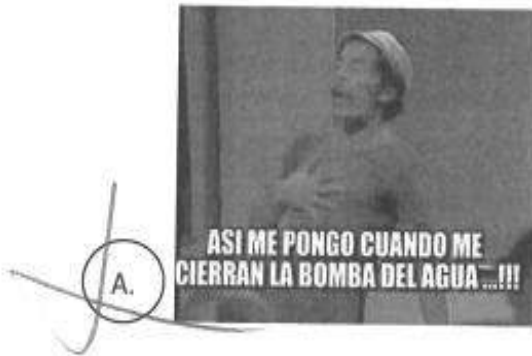 ASI ME PONGO CUANDO ME
CIERRAN LA BOMBA DEL AGUA ...!!!
A.